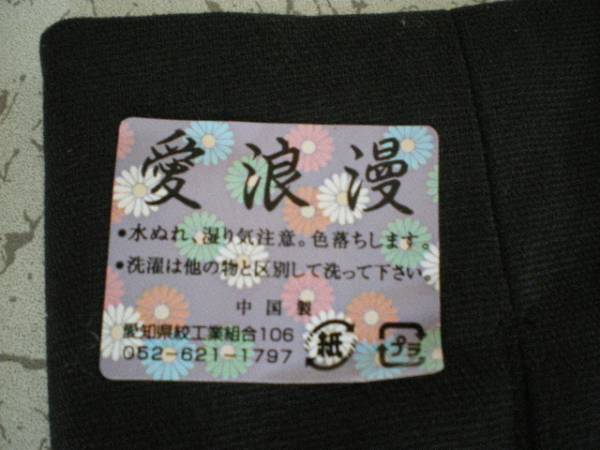 愛浪漫
•水ぬれ、湿り気注意。色落ちします。
•洗濯は他の物と区別して洗って下さい。
中国製
愛知県絞工業組合106
052-621-1797
紙
プラ